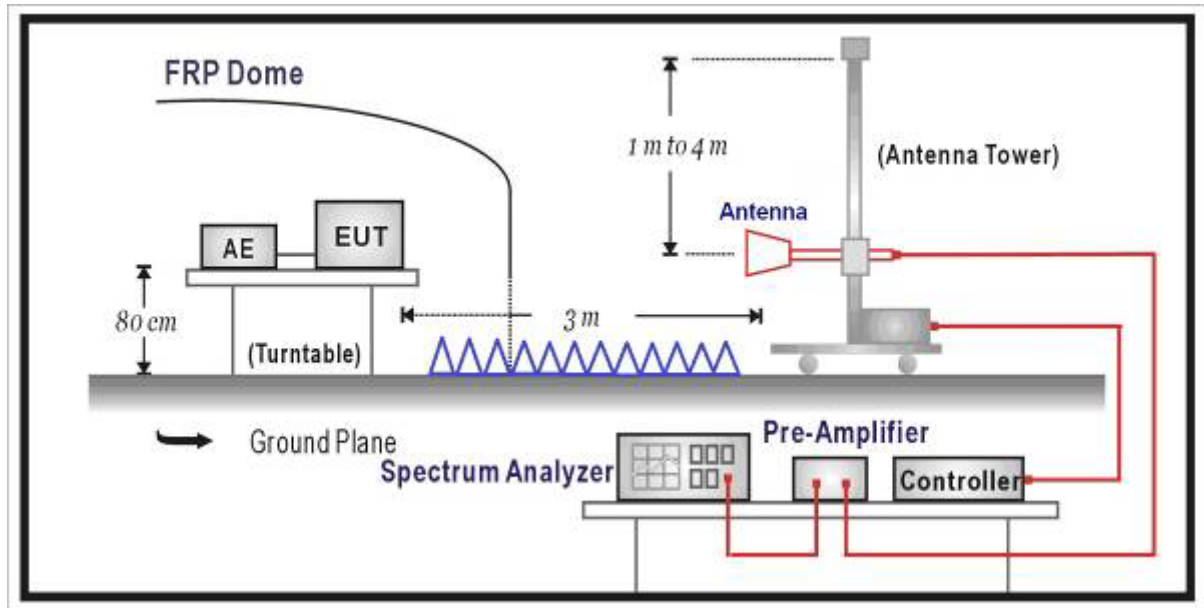 FRP Dome
1 m to 4 m
(Antenna Tower)
Antenna
AE
EUT
80 cm
3 m
(Turntable)
Ground Plane
Pre-Amplifier
Spectrum Analyzer
Controller